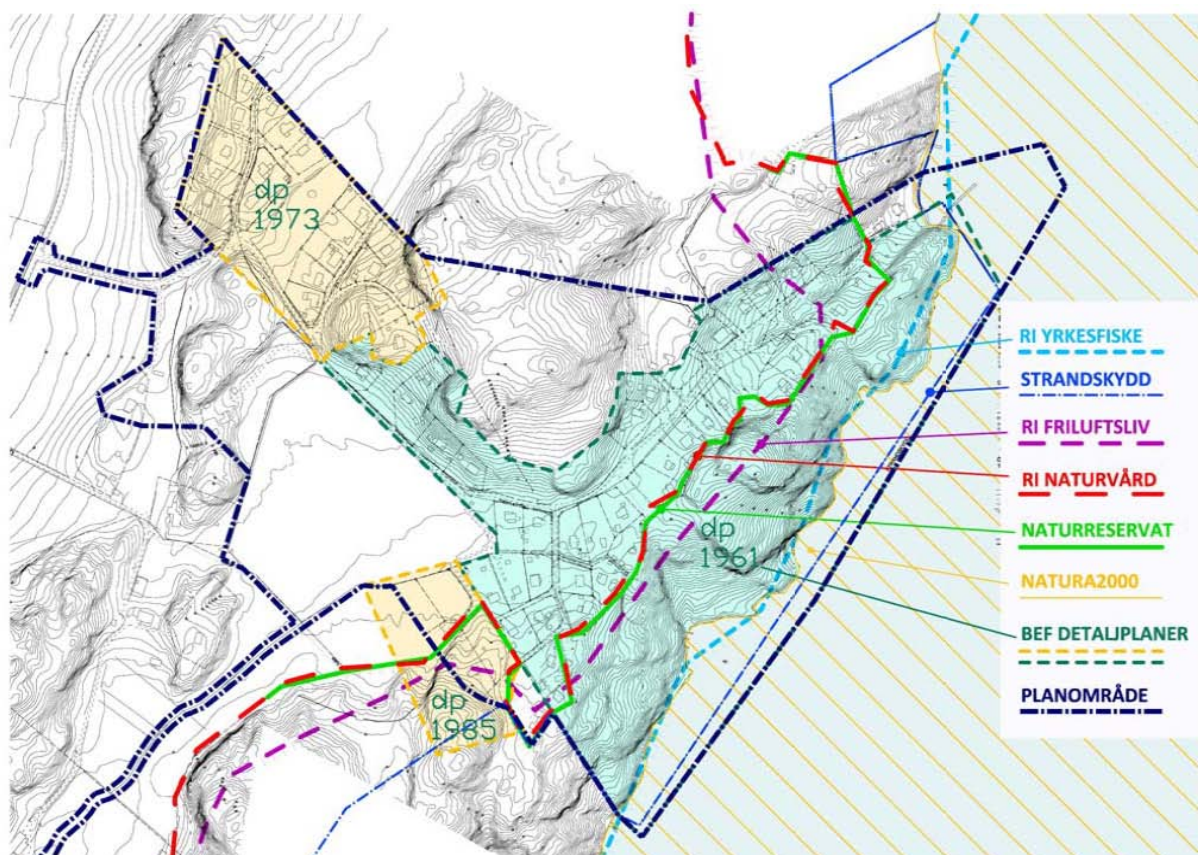 dp
1973
dp
1961
dp
1985
RI YRKESFISKE
STRANDSKYDD
RI FRILUFTSLIV
RI NATURVÅRD
NATURRESERVAT
NATURA2000
BEF DETALJPLANER
PLANOMRÅDE